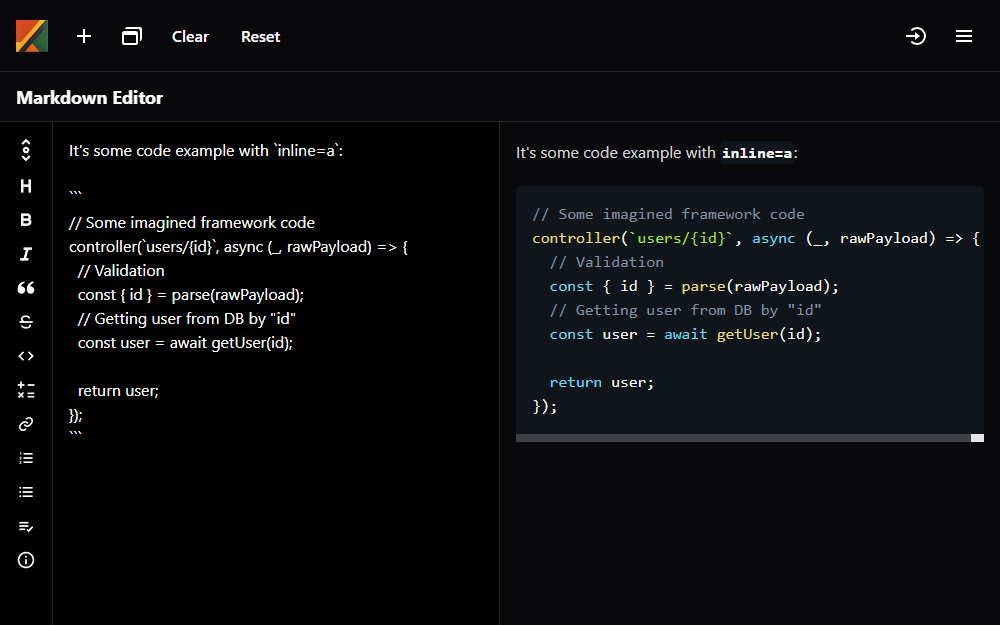 Clear Reset
Markdown Editor
It's some code example with `inline=a`:
```
// Some imagined framework code
controller(`users/{id}`, async (_, rawPayload) => {
  // Validation
  const { id } = parse(rawPayload);
  // Getting user from DB by "id"
  const user = await getUser(id);
  return user;
});
```
It's some code example with inline=a:
// Some imagined framework code
controller(`users/{id}`, async (_, rawPayload) => {
  // Validation
  const { id } = parse(rawPayload);
  // Getting user from DB by "id"
  const user = await getUser(id);
  return user;
});